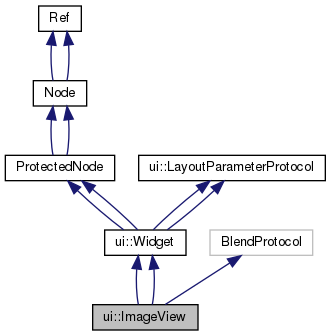 Ref
Node
ProtectedNode
ui::LayoutParameterProtocol
ui::Widget
BlendProtocol
ui::ImageView